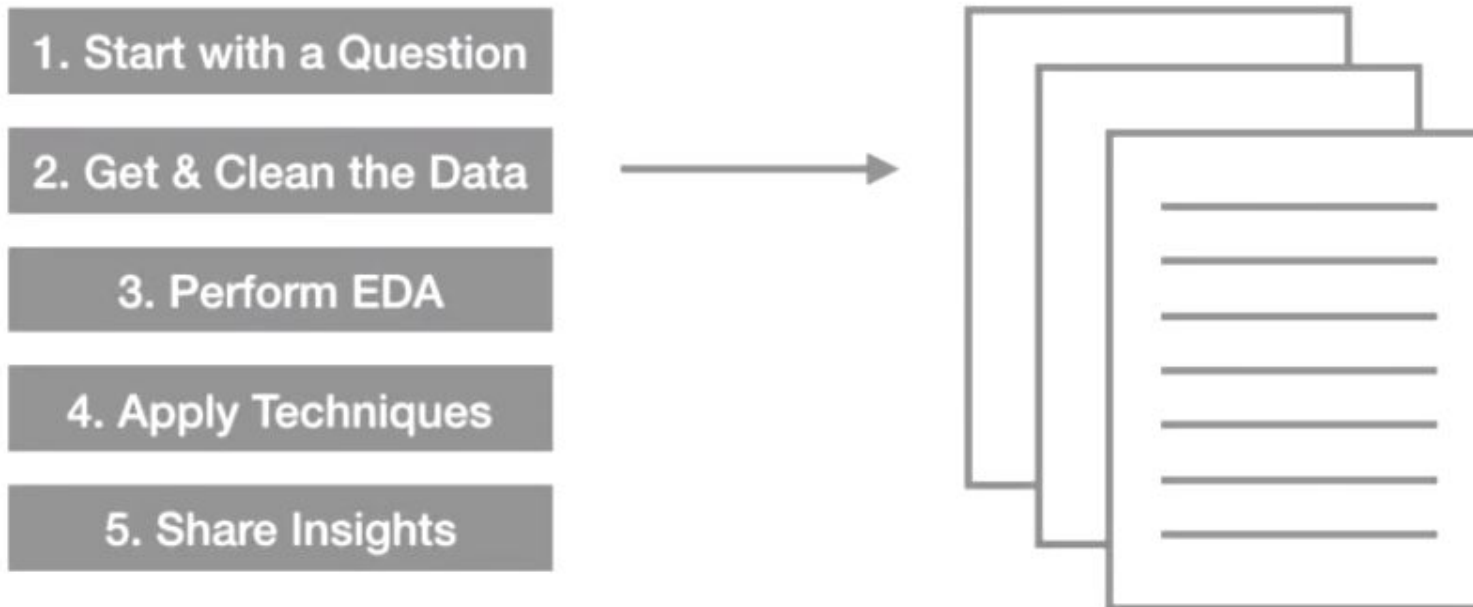 1. Start with a Question
2. Get & Clean the Data
3. Perform EDA
4. Apply Techniques
5. Share Insights